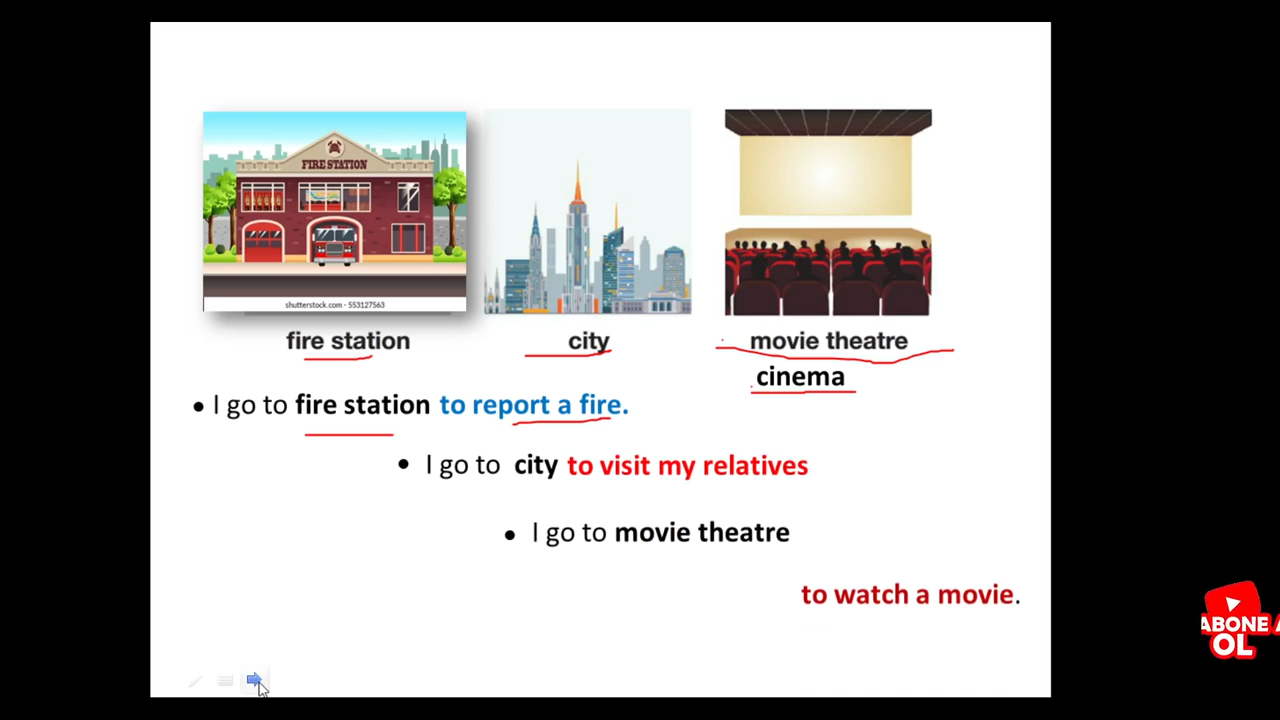 FIRE STATION
shutterstock.com - 553127563
fire station
city
movie theatre
cinema
• I go to fire station to report a fire.
• I go to city to visit my relatives
• I go to movie theatre
to watch a movie.
ABONE
OL